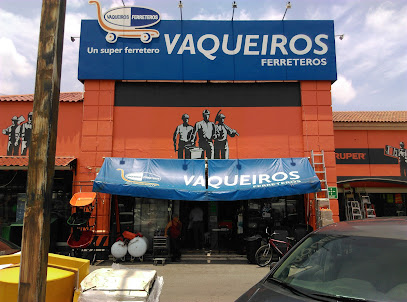 VAQUEIROS FERRETEROS
Un super ferretero
VAQUEIROS
FERRETEROS
VAQUEIROS
FERRETEROS
RUPER